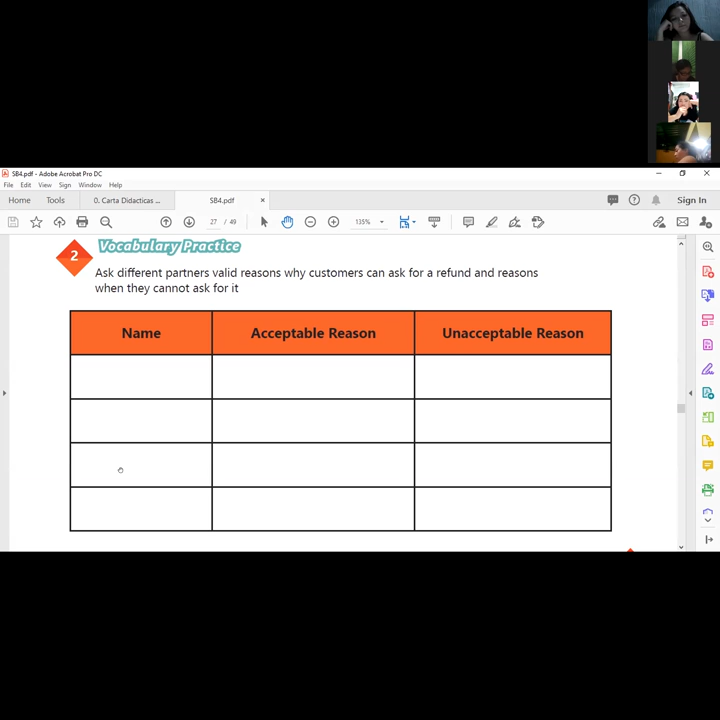 SB4.pdf - Adobe Acrobat Pro DC
File Edit View Sign Window Help
Home Tools 0. Carta Didacticas ... SB4.pdf × Sign In
27 / 49 135%
2 Vocabulary Practice
Ask different partners valid reasons why customers can ask for a refund and reasons
when they cannot ask for it
Name Acceptable Reason Unacceptable Reason